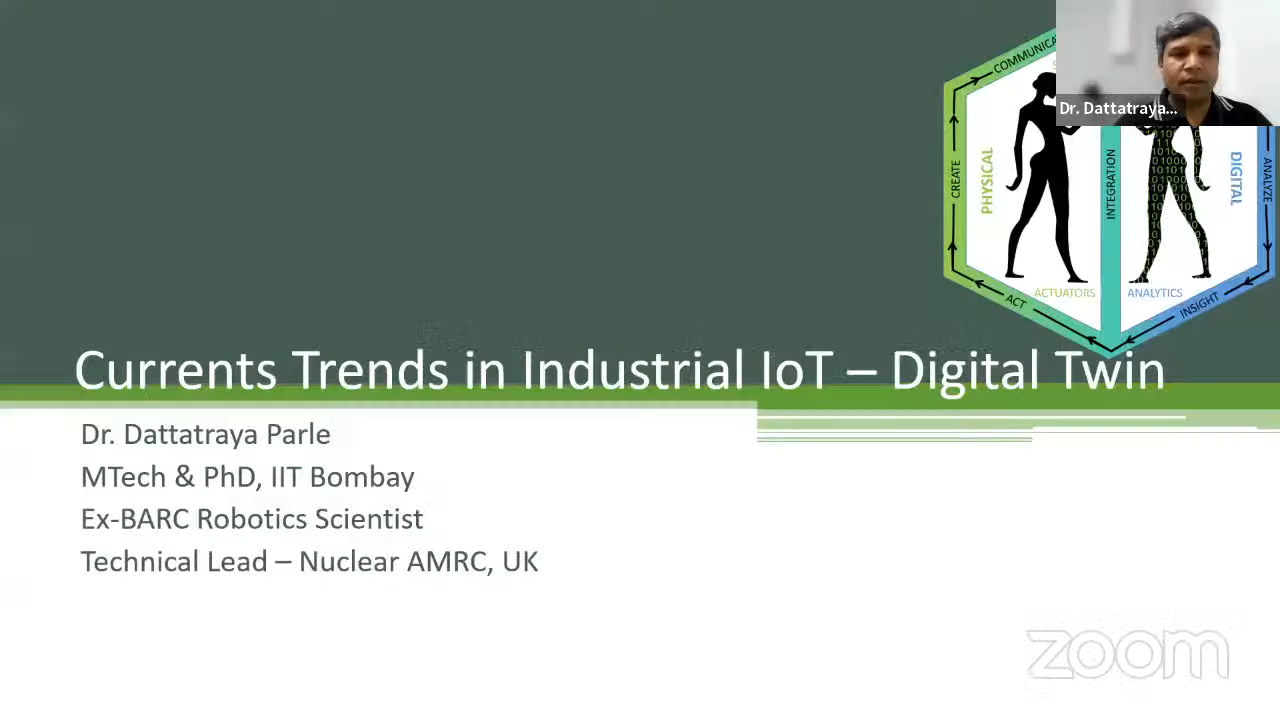 COMMUNICA
Dr. Dattatraya...
CREATE
PHYSICAL
INTEGRATION
DIGITAL
ANALYZE
ACTUATORS
ANALYTICS
ACT
INSIGHT
Currents Trends in Industrial IoT – Digital Twin
Dr. Dattatraya Parle
MTech & PhD, IIT Bombay
Ex-BARC Robotics Scientist
Technical Lead – Nuclear AMRC, UK
zoom